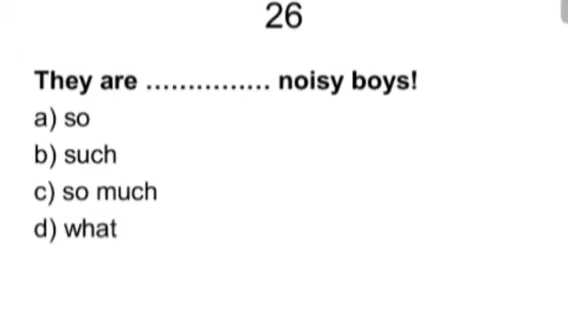 26
They are ............... noisy boys!
a) so
b) such
c) so much
d) what